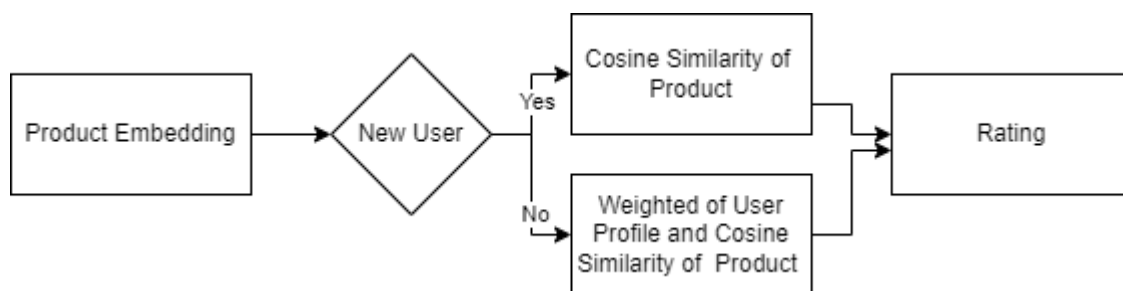 Product Embedding
New User
Yes
No
Cosine Similarity of
Product
Weighted of User
Profile and Cosine
Similarity of Product
Rating